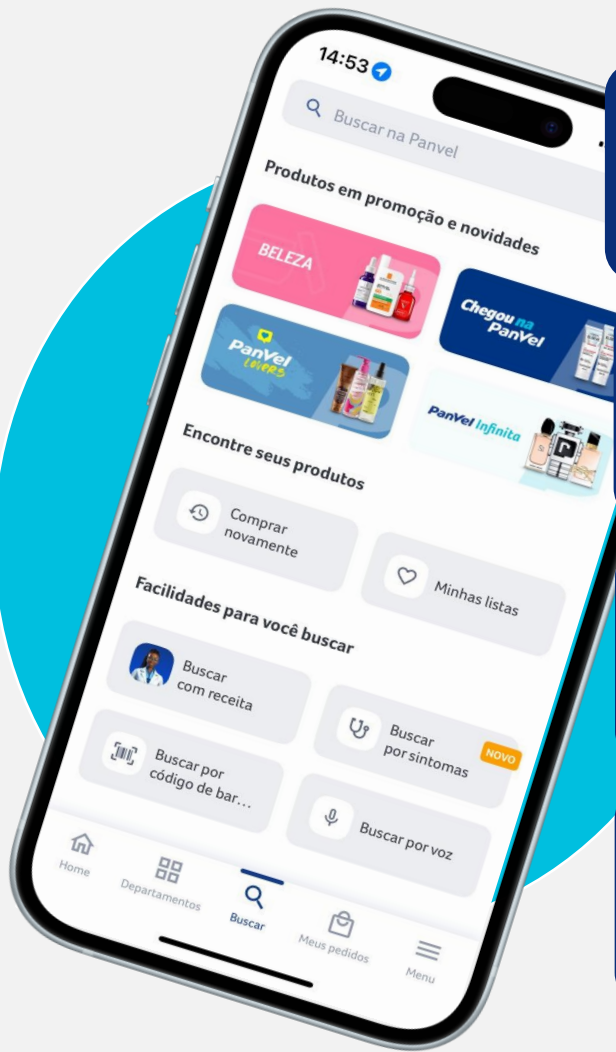 14:53
Buscar na Panvel
Produtos em promoção e novidades
BELEZA
Chegou na
Panvel
Panvel
lovers
Panvel Infinita
Encontre seus produtos
Comprar
novamente
Minhas listas
Facilidades para você buscar
Buscar
com receita
Buscar
por sintomas
NOVO
Buscar por
código de bar...
Buscar por voz
Home
Departamentos
Buscar
Meus pedidos
Menu